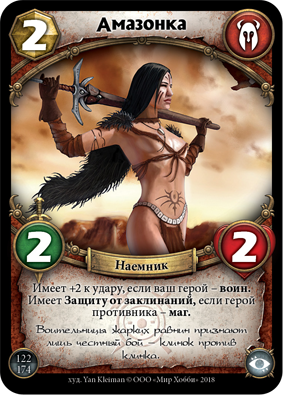 Амазонка
2
2
2
Наемник
Имеет +2 к удару, если ваш герой – воин;
Имеет Защиту от заклинаний, если герой
противника – маг.
Воительница жарких равнин признают
лишь честный бой – клинок против
клинка.
122
174
худ. Yan Kleiman © ООО «Мир Хобби» 2018